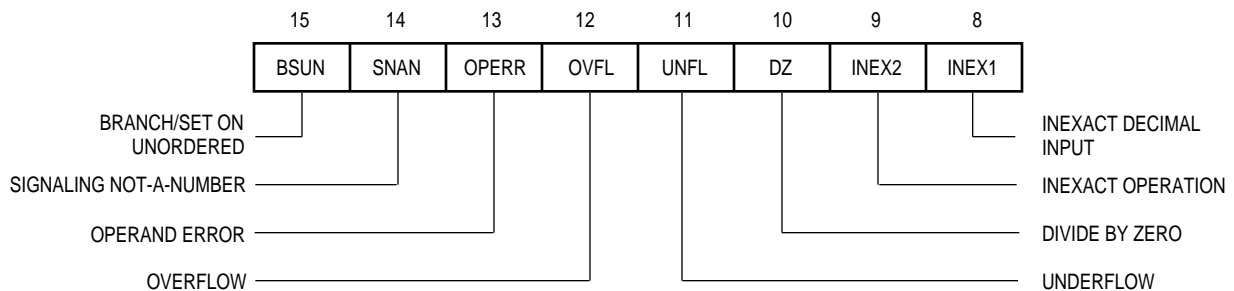 15 14 13 12 11 10 9 8
BSUN SNAN OPERR OVFL UNFL DZ INEX2 INEX1
BRANCH/SET ON
UNORDERED
INEXACT DECIMAL
INPUT
SIGNALING NOT-A-NUMBER
INEXACT OPERATION
OPERAND ERROR
DIVIDE BY ZERO
OVERFLOW
UNDERFLOW